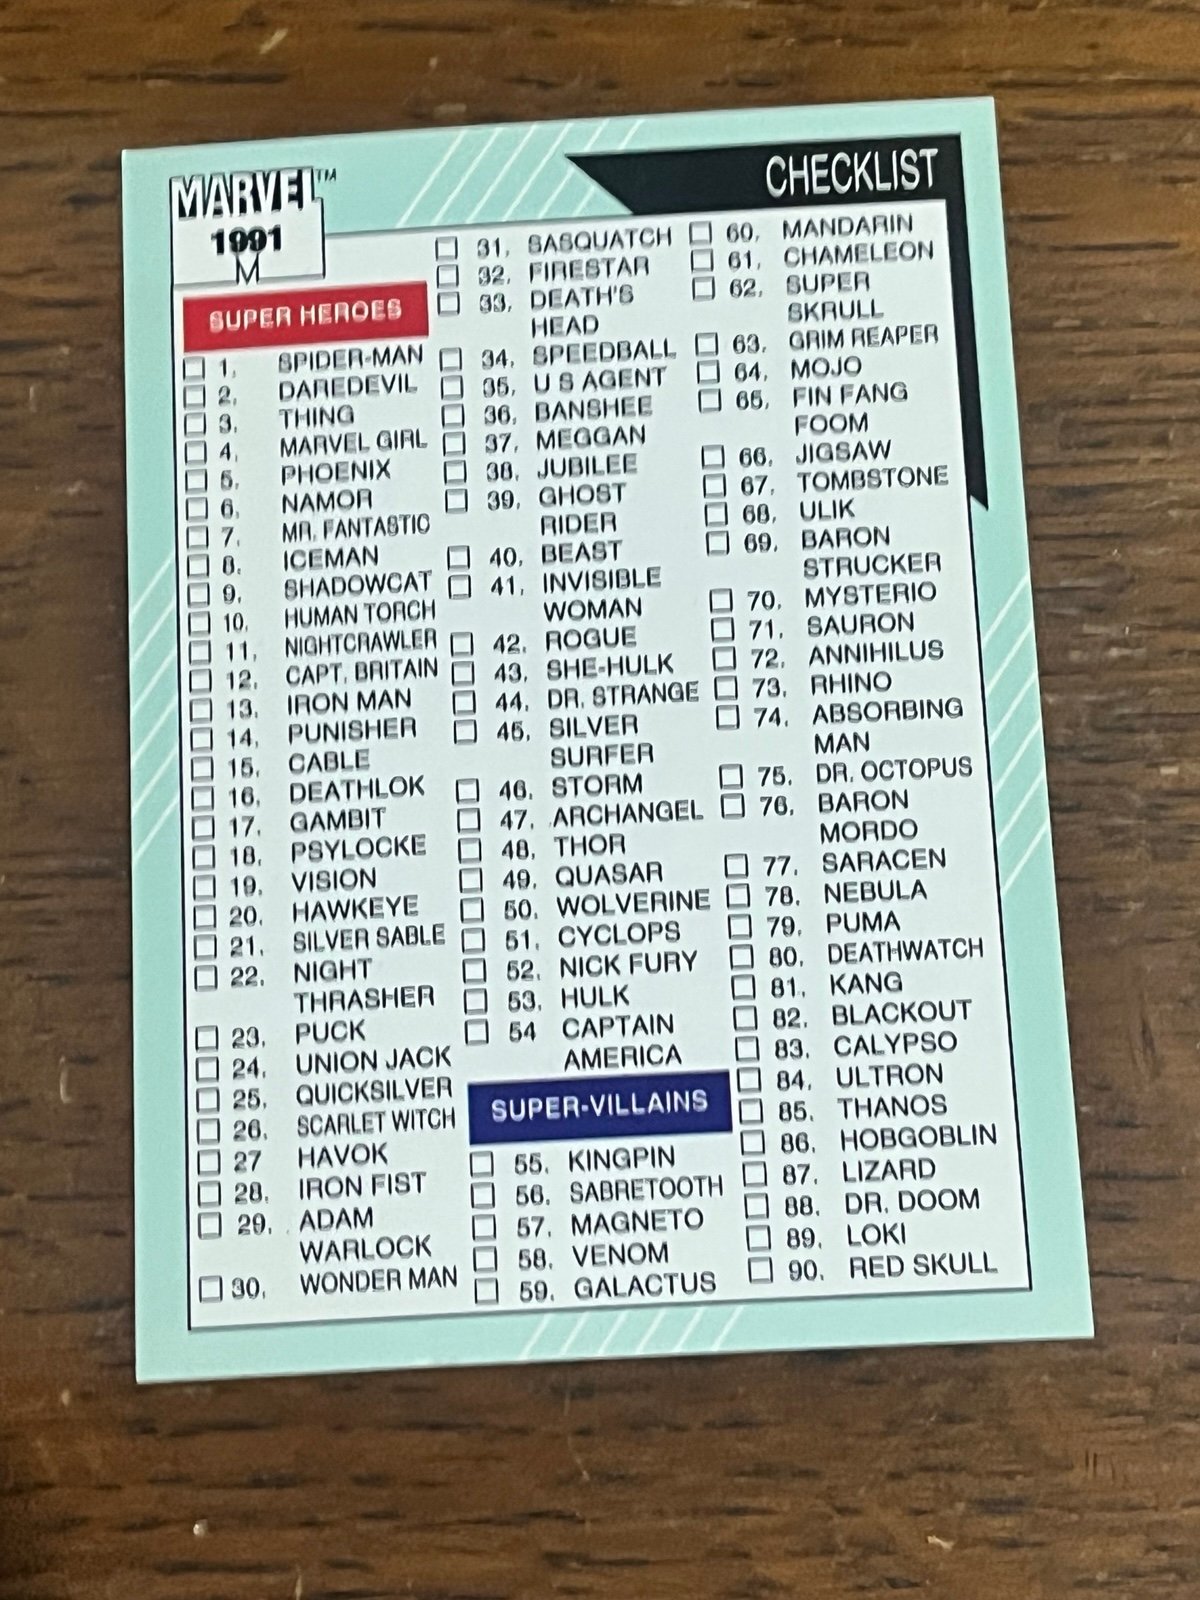 MARVEL™
1991
M
CHECKLIST
SUPER HEROES
1. SPIDER-MAN
2. DAREDEVIL
3. THING
4. MARVEL GIRL
5. PHOENIX
6. NAMOR
7. MR. FANTASTIC
8. ICEMAN
9. SHADOWCAT
10. HUMAN TORCH
11. NIGHTCRAWLER
12. CAPT. BRITAIN
13. IRON MAN
14. PUNISHER
15. CABLE
16. DEATHLOK
17. GAMBIT
18. PSYLOCKE
19. VISION
20. HAWKEYE
21. SILVER SABLE
22. NIGHT
THRASHER
23. PUCK
24. UNION JACK
25. QUICKSILVER
26. SCARLET WITCH
27 HAVOK
28. IRON FIST
29. ADAM
WARLOCK
30. WONDER MAN
31. SASQUATCH
32. FIRESTAR
33. DEATH'S
HEAD
34. SPEEDBALL
35. U S AGENT
36. BANSHEE
37. MEGGAN
38. JUBILEE
39. GHOST
RIDER
40. BEAST
41. INVISIBLE
WOMAN
42. ROGUE
43. SHE-HULK
44. DR. STRANGE
45. SILVER
SURFER
46. STORM
47. ARCHANGEL
48. THOR
49. QUASAR
50. WOLVERINE
51. CYCLOPS
52. NICK FURY
53. HULK
54 CAPTAIN
AMERICA
SUPER-VILLAINS
55. KINGPIN
56. SABRETOOTH
57. MAGNETO
58. VENOM
59. GALACTUS
60. MANDARIN
61. CHAMELEON
62. SUPER
SKRULL
63. GRIM REAPER
64. MOJO
65. FIN FANG
FOOM
66. JIGSAW
67. TOMBSTONE
68. ULIK
69. BARON
STRUCKER
70. MYSTERIO
71. SAURON
72. ANNIHILUS
73. RHINO
74. ABSORBING
MAN
75. DR. OCTOPUS
76. BARON
MORDO
77. SARACEN
78. NEBULA
79. PUMA
80. DEATHWATCH
81. KANG
82. BLACKOUT
83. CALYPSO
84. ULTRON
85. THANOS
86. HOBGOBLIN
87. LIZARD
88. DR. DOOM
89. LOKI
90. RED SKULL